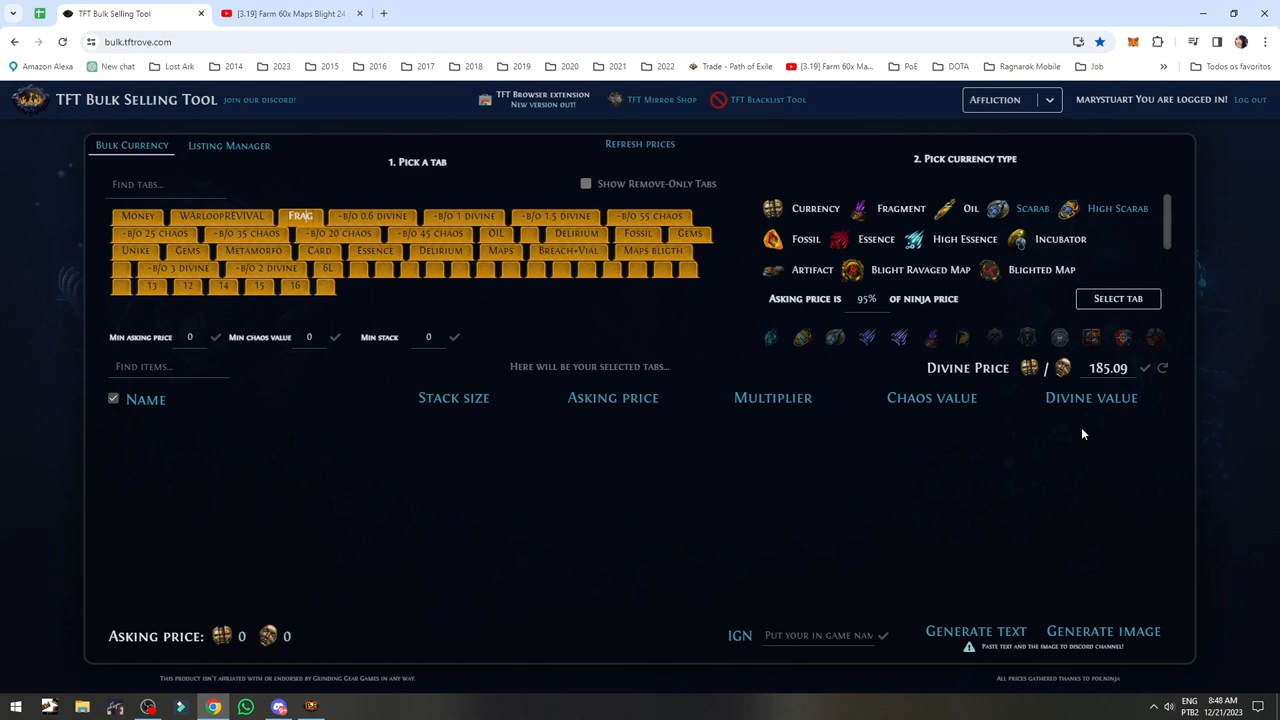 TFT Bulk Selling Tool
[3.19] Farm 60x Maps Blight 24
bulk.tftrove.com
Amazon Alexa New chat Lost Ark 2014 2023 2015 2016 2017 2018 2019 2020 2021 2022 Trade - Path of Exile [3.19] Farm 60x Ma... PoE DOTA Ragnarok Mobile Job » Todos os favoritos
TFT Bulk Selling Tool join our discord! TFT Browser extension New version out! TFT Mirror Shop TFT Blacklist Tool Affliction MARYSTUART You are logged in! Log out
Bulk Currency Listing Manager Refresh prices
1. Pick a tab 2. Pick currency type
Find tabs... Show Remove-Only Tabs
Money WarloopREVIVAL Frag ~b/o 0.6 divine ~b/o 1 divine ~b/o 1.5 divine ~b/o 55 chaos
~b/o 25 chaos ~b/o 35 chaos ~b/o 20 chaos ~b/o 45 chaos OIL Delirium Fossil Gems
Unike Gems Metamorfo Card Essence Delirium Maps Breach+Vial Maps bligth
~b/o 3 divine ~b/o 2 divine 6L
13 12 14 15 16
Currency Fragment Oil Scarab High Scarab
Fossil Essence High Essence Incubator
Artifact Blight Ravaged Map Blighted Map
Asking price is 95% of ninja price Select tab
Min asking price 0 Min chaos value 0 Min stack 0
Find items... Here will be your selected tabs... Divine Price / 185.09
Name Stack size Asking price Multiplier Chaos value Divine value
Asking price: 0 0 IGN Put your in game nam Generate text Generate image
Paste text and the image to discord channel!
This product isn't affiliated with or endorsed by Grinding Gear Games in any way. All prices gathered thanks to poe.ninja
ENG 8:48 AM
PTB2 12/21/2023